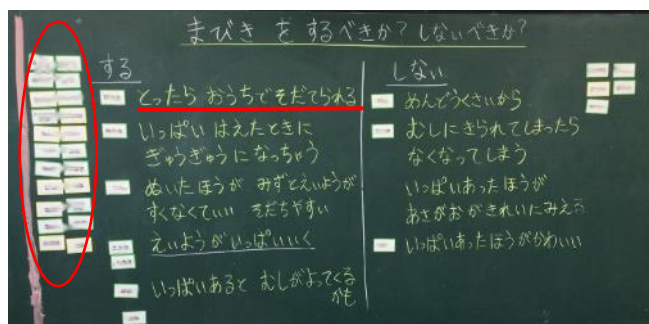 まびき を するべきか？しないべきか？
する
とったら おうちで そだてられる
いっぱい はえたときに
ぎゅうぎゅうに なっちゃう
ぬいたほうが みずとえいようが
すくなくていい そだちやすい
えいようがいっぱいいく
いっぱいあると むしがよってくる
かも
しない
めんどうくさいから
むしにきられてしまったら
なくなってしまう
いっぱいあったほうが
あさがおがきれいにみえる
いっぱいあったほうがかわいい